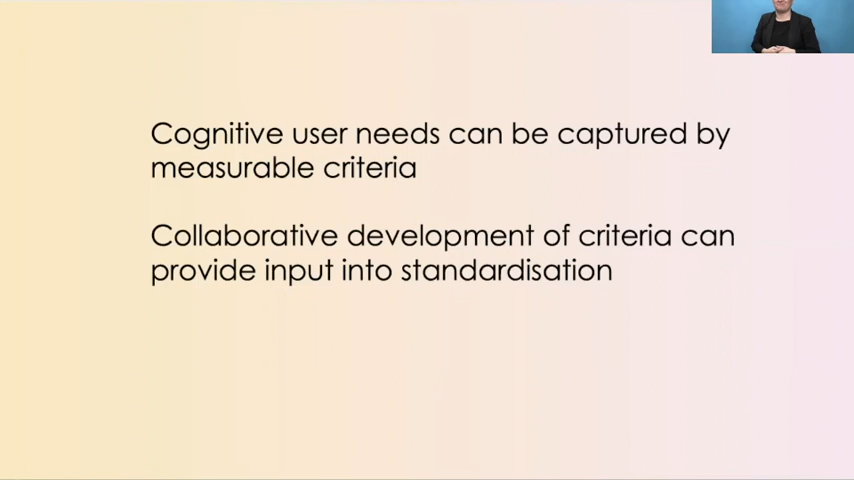 Cognitive user needs can be captured by
measurable criteria
Collaborative development of criteria can
provide input into standardisation